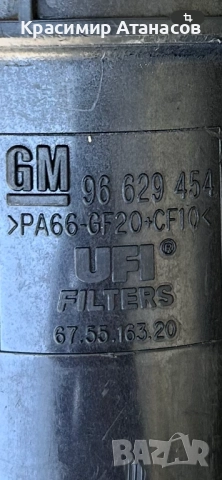 Красимир Атанасов
GM 96 629 454
>PA66-GF20+CF10<
UFI®
FILTERS
67.55.163.20
BAZAR